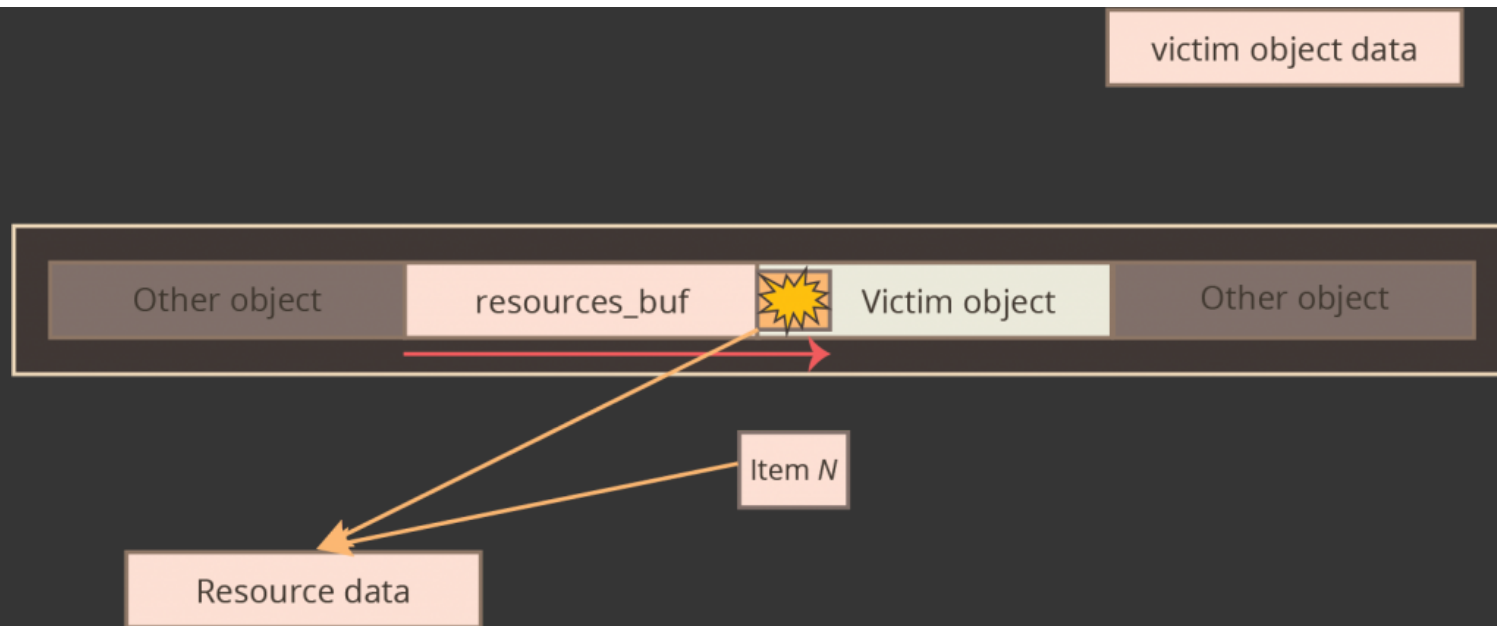 victim object data
Other object
resources_buf
Victim object
Other object
Item N
Resource data